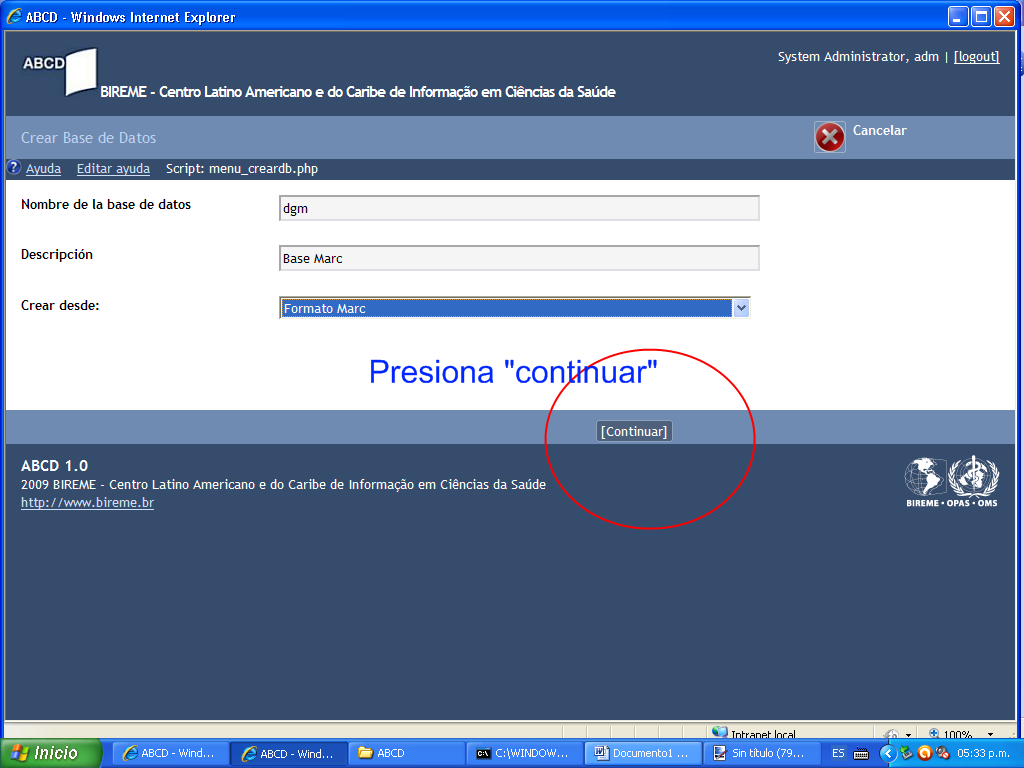 ABCD - Windows Internet Explorer
ABCD
System Administrator, adm | [logout]
BIREME - Centro Latino Americano e do Caribe de Informação em Ciências da Saúde
Crear Base de Datos
Cancelar
? Ayuda Editar ayuda Script: menu_creardb.php
Nombre de la base de datos
dgm
Descripción
Base Marc
Crear desde:
Formato Marc
Presiona "continuar"
[Continuar]
ABCD 1.0
2009 BIREME - Centro Latino Americano e do Caribe de Informação em Ciências da Saúde
http://www.bireme.br
BIREME • OPAS • OMS
Intranet local
100%
Inicio
ABCD - Wind...
ABCD - Wind...
ABCD
C:\WINDOW...
Documento1 ...
Sin título (79...
ES
05:33 p.m.